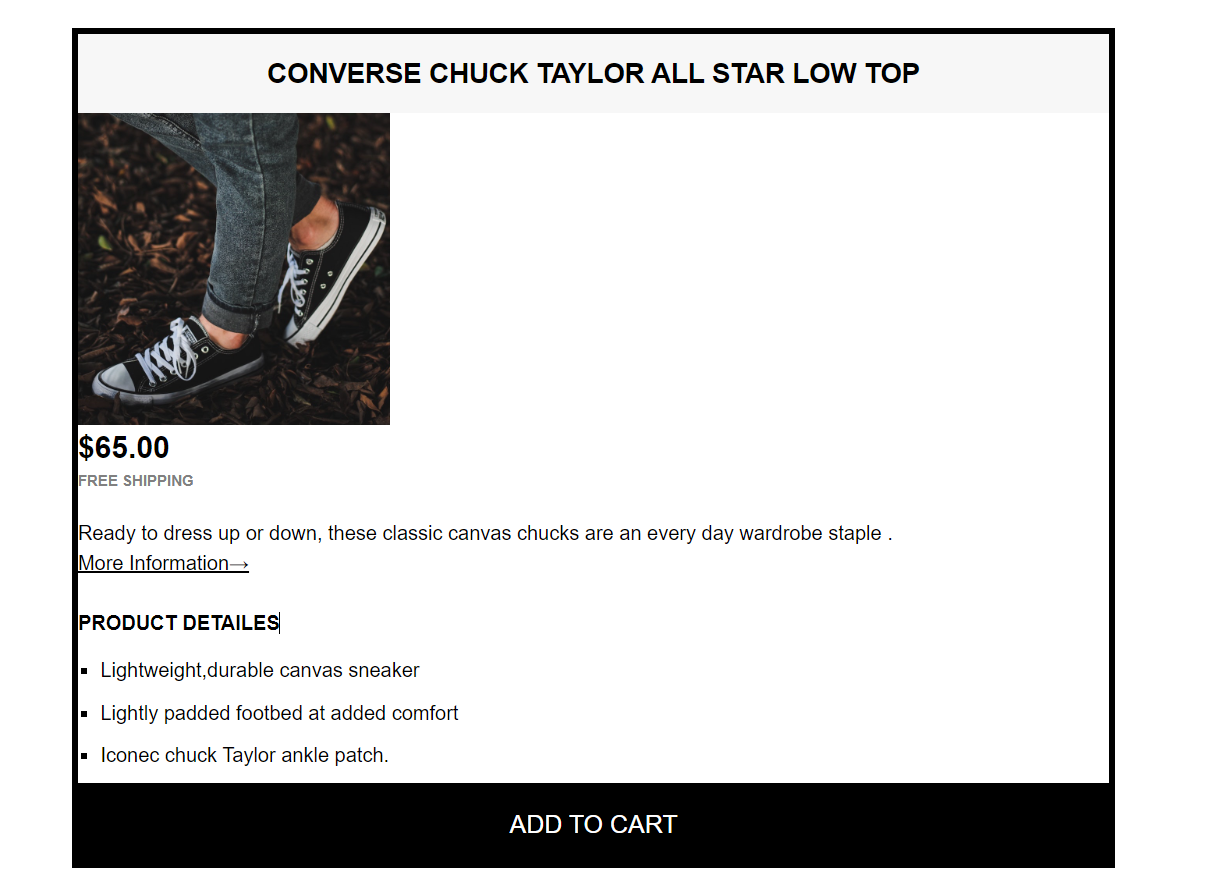 CONVERSE CHUCK TAYLOR ALL STAR LOW TOP
$65.00
FREE SHIPPING
Ready to dress up or down, these classic canvas chucks are an every day wardrobe staple .
More Information→
PRODUCT DETAILES
▪ Lightweight,durable canvas sneaker
▪ Lightly padded footbed at added comfort
▪ Iconec chuck Taylor ankle patch.
ADD TO CART